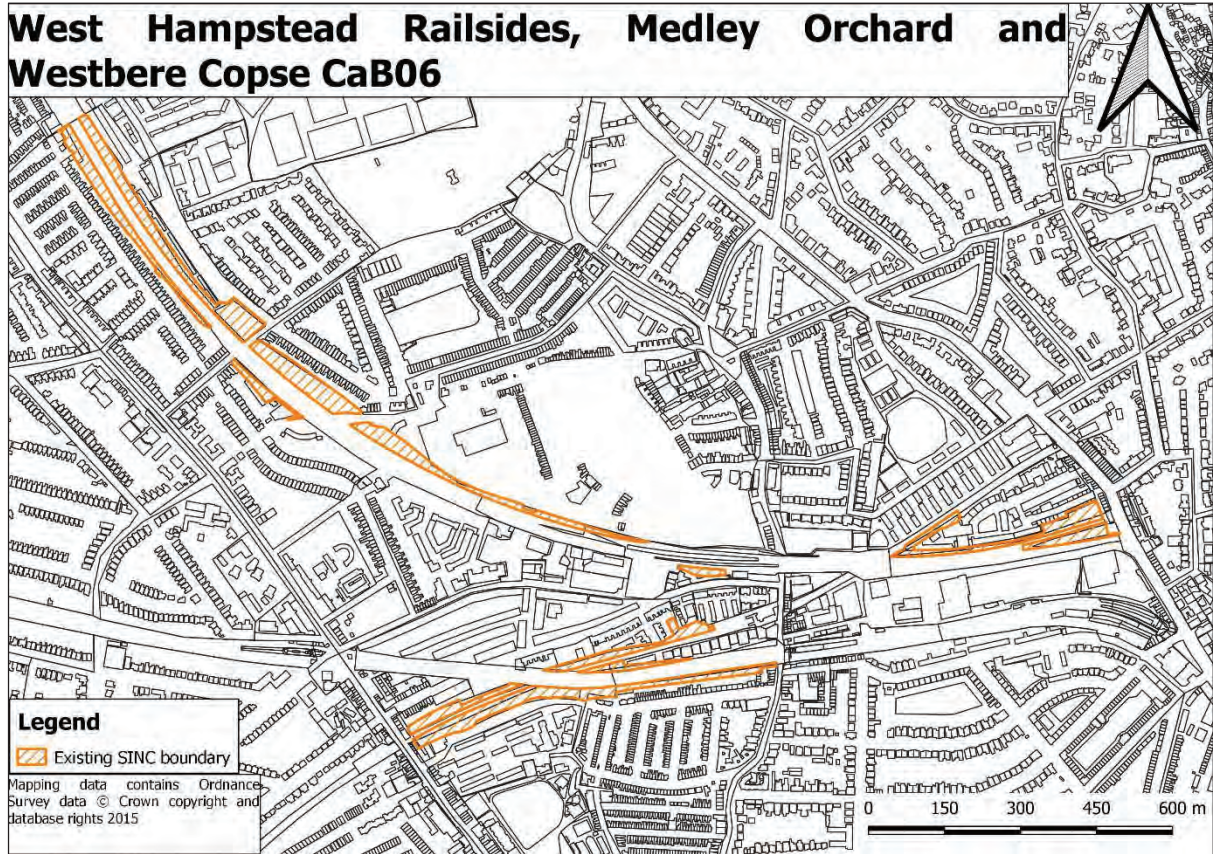 West Hampstead Railsides, Medley Orchard and
Westbere Copse CaB06
Legend
Existing SINC boundary
Mapping data contains Ordnance
Survey data © Crown copyright and
database rights 2015
0 150 300 450 600 m